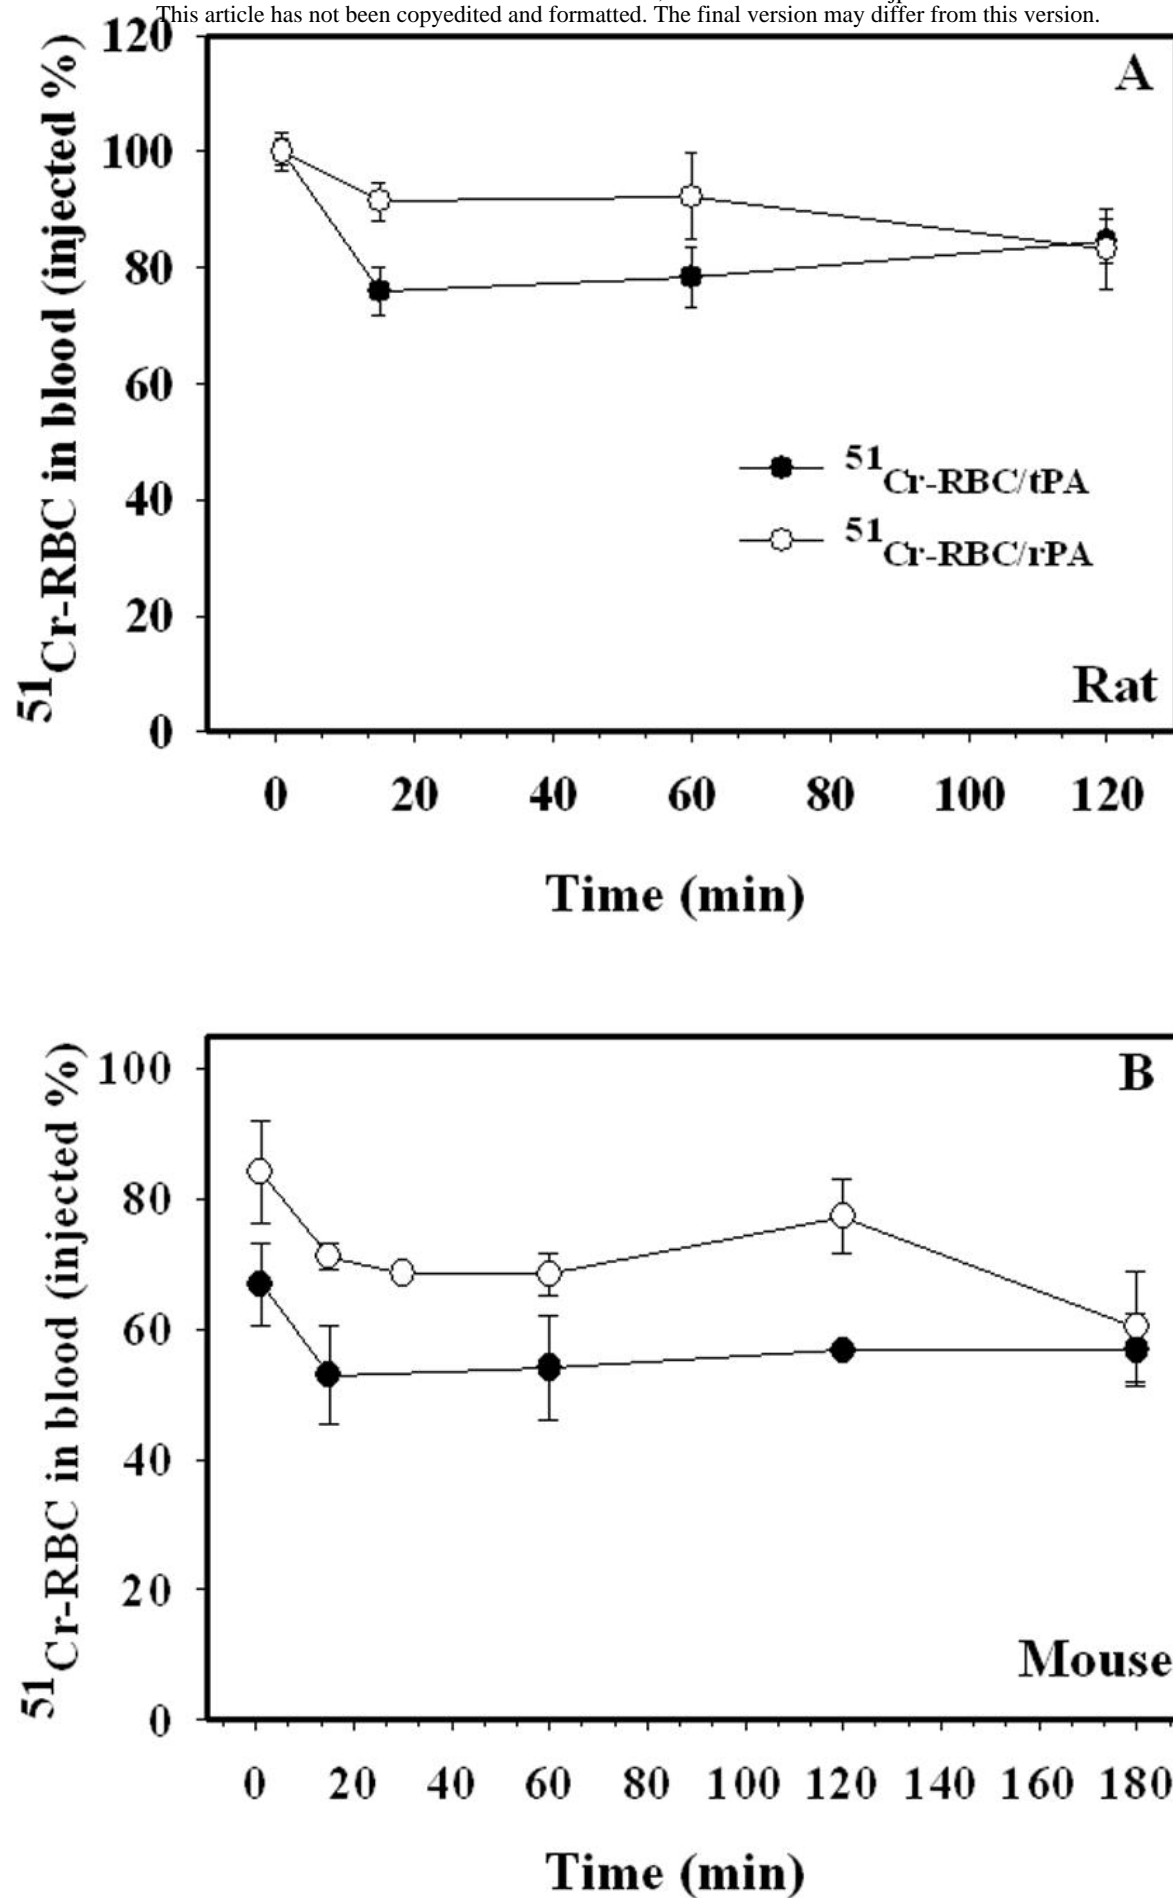 This article has not been copyedited and formatted. The final version may differ from this version.
A
120
100
80
60
40
20
0
⁵¹Cr-RBC in blood (injected %)
⁵¹Cr-RBC/tPA
⁵¹Cr-RBC/rPA
Rat
0 20 40 60 80 100 120
Time (min)
B
100
80
60
40
20
0
⁵¹Cr-RBC in blood (injected %)
Mouse
0 20 40 60 80 100 120 140 160 180
Time (min)